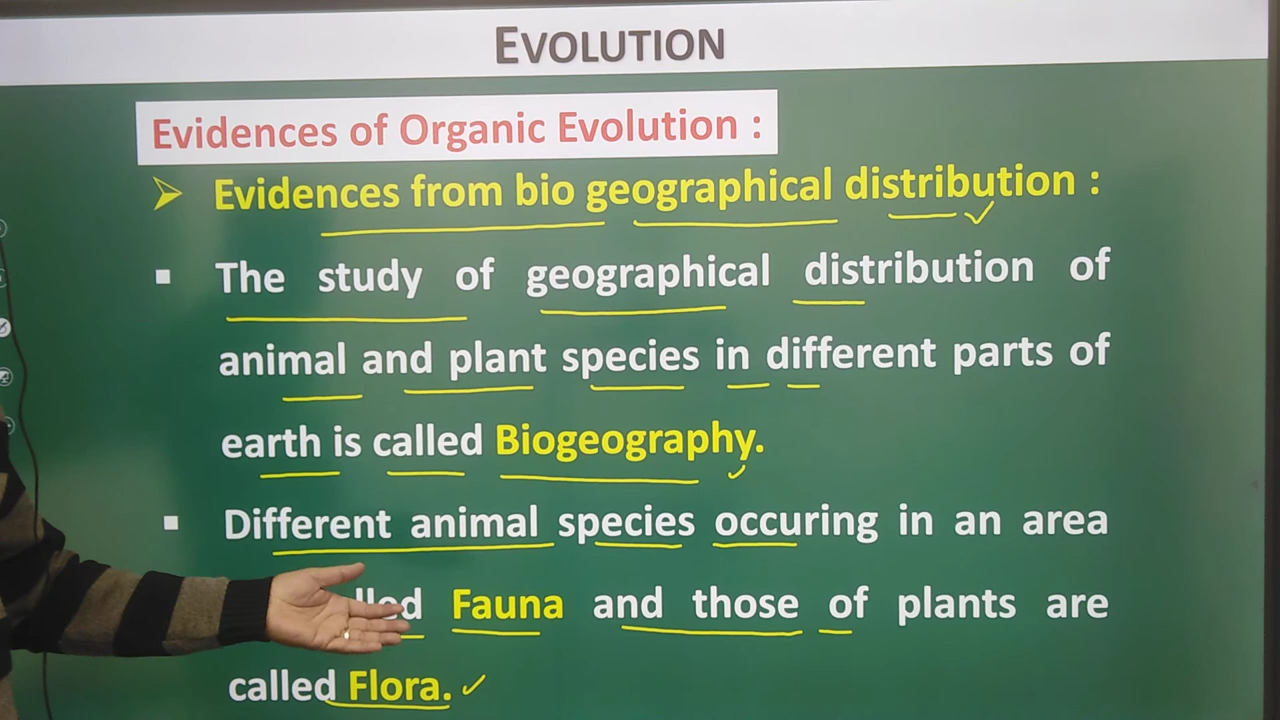 EVOLUTION
Evidences of Organic Evolution :
➢ Evidences from bio geographical distribution :
▪ The study of geographical distribution of
animal and plant species in different parts of
earth is called Biogeography.
▪ Different animal species occuring in an area
Fauna and those of plants are
called Flora.